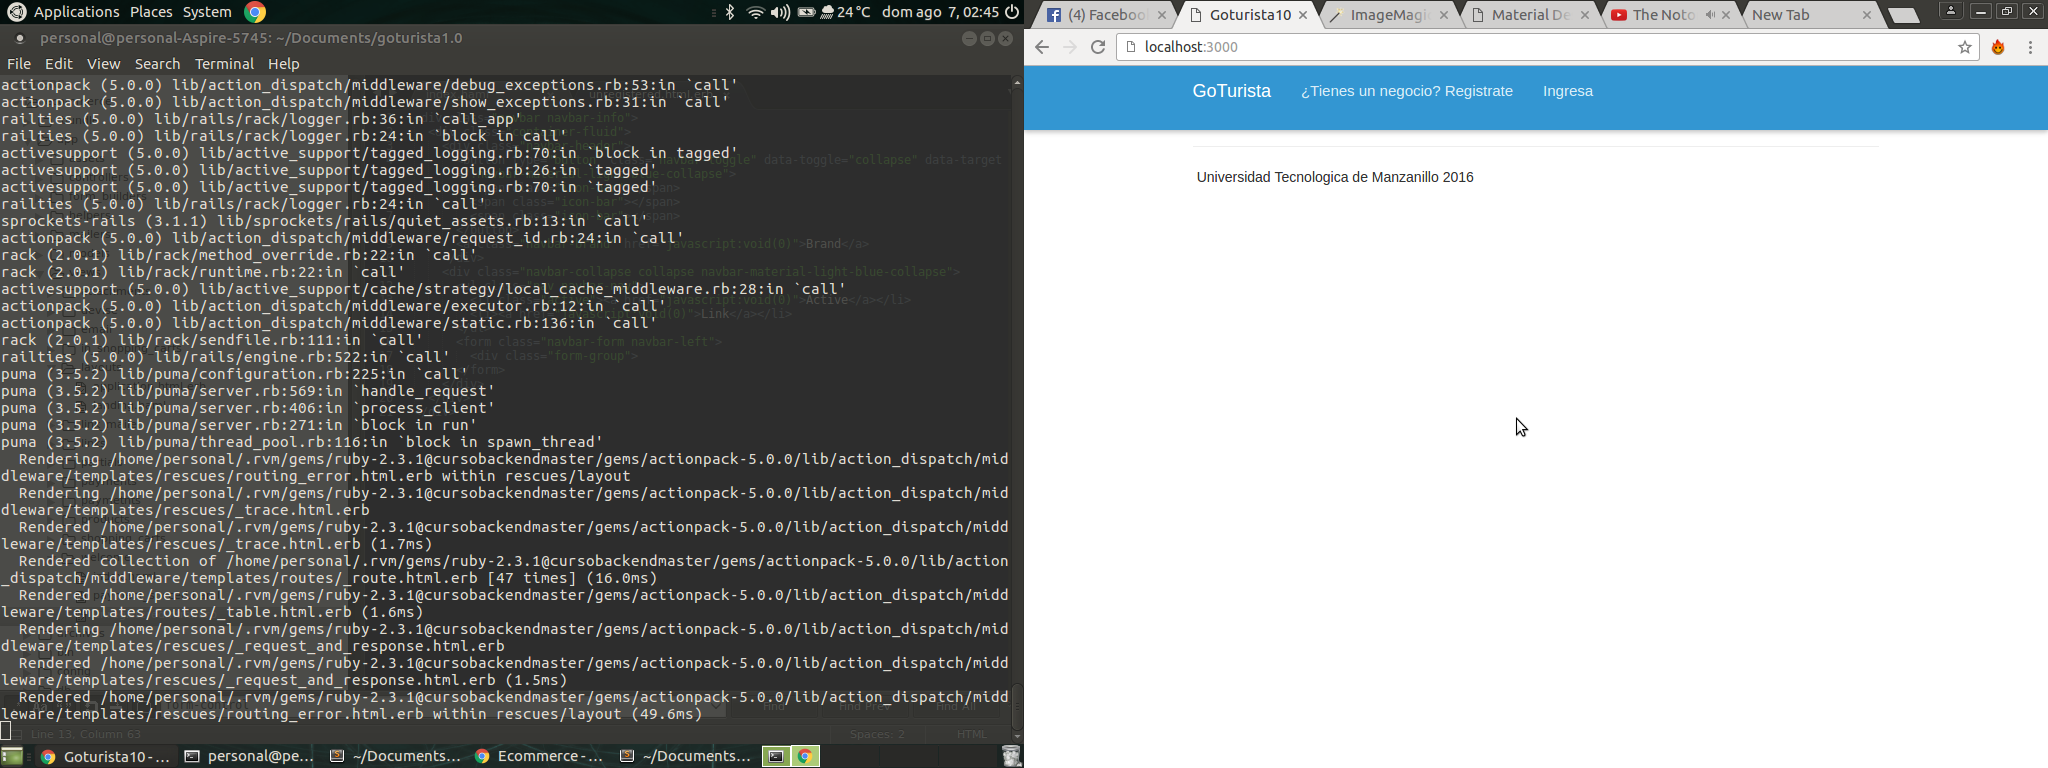 Applications Places System
24 °C dom ago 7, 02:45
personal@personal-Aspire-5745: ~/Documents/goturista1.0
File Edit View Search Terminal Help
actionpack (5.0.0) lib/action_dispatch/middleware/debug_exceptions.rb:53:in `call'
actionpack (5.0.0) lib/action_dispatch/middleware/show_exceptions.rb:31:in `call'
railties (5.0.0) lib/rails/rack/logger.rb:36:in `call_app'
railties (5.0.0) lib/rails/rack/logger.rb:24:in `block in call'
activesupport (5.0.0) lib/active_support/tagged_logging.rb:70:in `block in tagged'
activesupport (5.0.0) lib/active_support/tagged_logging.rb:26:in `tagged'
activesupport (5.0.0) lib/active_support/tagged_logging.rb:70:in `tagged'
railties (5.0.0) lib/rails/rack/logger.rb:24:in `call'
sprockets-rails (3.1.1) lib/sprockets/rails/quiet_assets.rb:13:in `call'
actionpack (5.0.0) lib/action_dispatch/middleware/request_id.rb:24:in `call'
rack (2.0.1) lib/rack/method_override.rb:22:in `call'
rack (2.0.1) lib/rack/runtime.rb:22:in `call'
activesupport (5.0.0) lib/active_support/cache/strategy/local_cache_middleware.rb:28:in `call'
actionpack (5.0.0) lib/action_dispatch/middleware/executor.rb:12:in `call'
actionpack (5.0.0) lib/action_dispatch/middleware/static.rb:136:in `call'
rack (2.0.1) lib/rack/sendfile.rb:111:in `call'
railties (5.0.0) lib/rails/engine.rb:522:in `call'
puma (3.5.2) lib/puma/configuration.rb:225:in `call'
puma (3.5.2) lib/puma/server.rb:569:in `handle_request'
puma (3.5.2) lib/puma/server.rb:406:in `process_client'
puma (3.5.2) lib/puma/server.rb:271:in `block in run'
puma (3.5.2) lib/puma/thread_pool.rb:116:in `block in spawn_thread'
Rendering /home/personal/.rvm/gems/ruby-2.3.1@cursobackendmaster/gems/actionpack-5.0.0/lib/action_dispatch/mid
dleware/templates/rescues/routing_error.html.erb within rescues/layout
Rendering /home/personal/.rvm/gems/ruby-2.3.1@cursobackendmaster/gems/actionpack-5.0.0/lib/action_dispatch/mid
dleware/templates/rescues/_trace.html.erb
Rendered /home/personal/.rvm/gems/ruby-2.3.1@cursobackendmaster/gems/actionpack-5.0.0/lib/action_dispatch/midd
leware/templates/rescues/_trace.html.erb (1.7ms)
Rendered collection of /home/personal/.rvm/gems/ruby-2.3.1@cursobackendmaster/gems/actionpack-5.0.0/lib/action
_dispatch/middleware/templates/routes/_route.html.erb [47 times] (16.0ms)
Rendered /home/personal/.rvm/gems/ruby-2.3.1@cursobackendmaster/gems/actionpack-5.0.0/lib/action_dispatch/midd
leware/templates/routes/_table.html.erb (1.6ms)
Rendering /home/personal/.rvm/gems/ruby-2.3.1@cursobackendmaster/gems/actionpack-5.0.0/lib/action_dispatch/mid
dleware/templates/rescues/_request_and_response.html.erb
Rendered /home/personal/.rvm/gems/ruby-2.3.1@cursobackendmaster/gems/actionpack-5.0.0/lib/action_dispatch/midd
leware/templates/rescues/_request_and_response.html.erb (1.5ms)
Rendered /home/personal/.rvm/gems/ruby-2.3.1@cursobackendmaster/gems/actionpack-5.0.0/lib/action_dispatch/midd
leware/templates/rescues/routing_error.html.erb within rescues/layout (49.6ms)
Line 13, Column 63 Spaces: 2 HTML
Goturista10 -... personal@pe... ~/Documents... Ecommerce -... ~/Documents...
(4) Faceboo Goturista10 ImageMagi Material De The Noto New Tab
localhost:3000
GoTurista ¿Tienes un negocio? Registrate Ingresa
Universidad Tecnologica de Manzanillo 2016